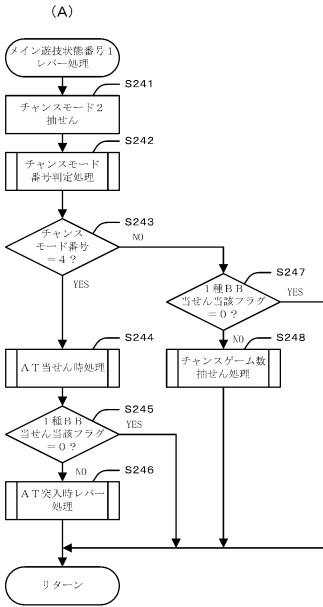 (A)
メイン遊技状態番号１
レバー処理
S241
チャンスモード２
抽せん
S242
チャンスモード
番号判定処理
S243
チャンス
モード番号
＝４？
NO
YES
S247
１種ＢＢ
当せん当該フラグ
＝０？
YES
NO
S248
チャンスゲーム数
抽せん処理
S244
ＡＴ当せん時処理
S245
１種ＢＢ
当せん当該フラグ
＝０？
YES
NO
S246
ＡＴ突入時レバー
処理
リターン